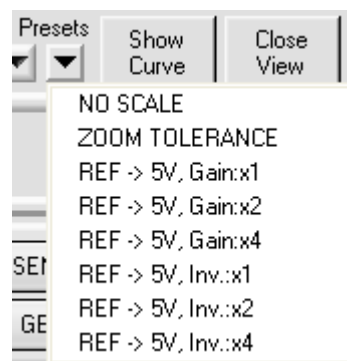 Presets
Show Curve
Close View
NO SCALE
ZOOM TOLERANCE
REF -> 5V, Gain:x1
REF -> 5V, Gain:x2
REF -> 5V, Gain:x4
REF -> 5V, Inv.:x1
REF -> 5V, Inv.:x2
REF -> 5V, Inv.:x4
GE